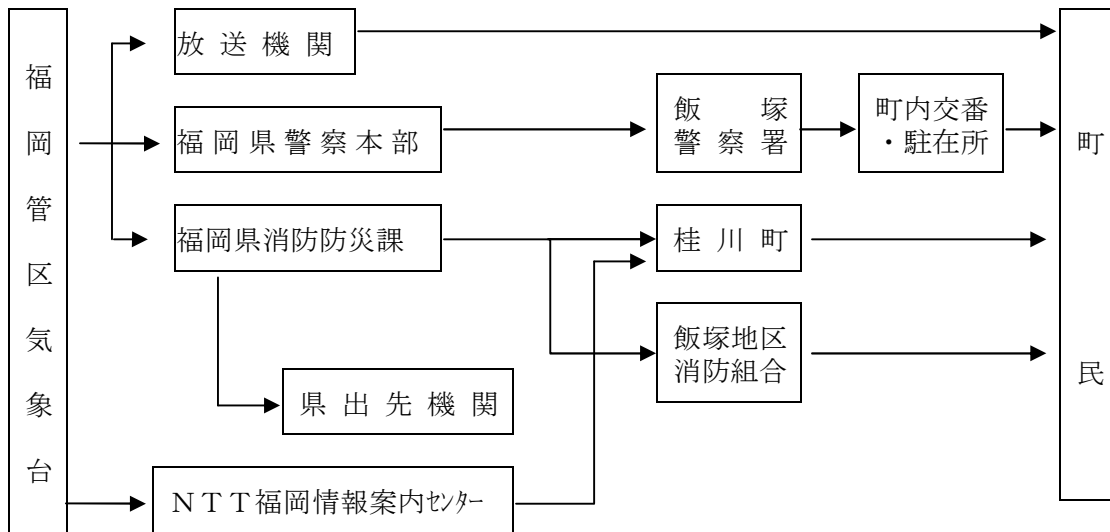 福岡管区気象台
放送機関
福岡県警察本部
飯塚
警察署
町内交番
・駐在所
福岡県消防防災課
桂川町
飯塚地区
消防組合
県出先機関
ＮＴＴ福岡情報案内ｾﾝﾀｰ
町民